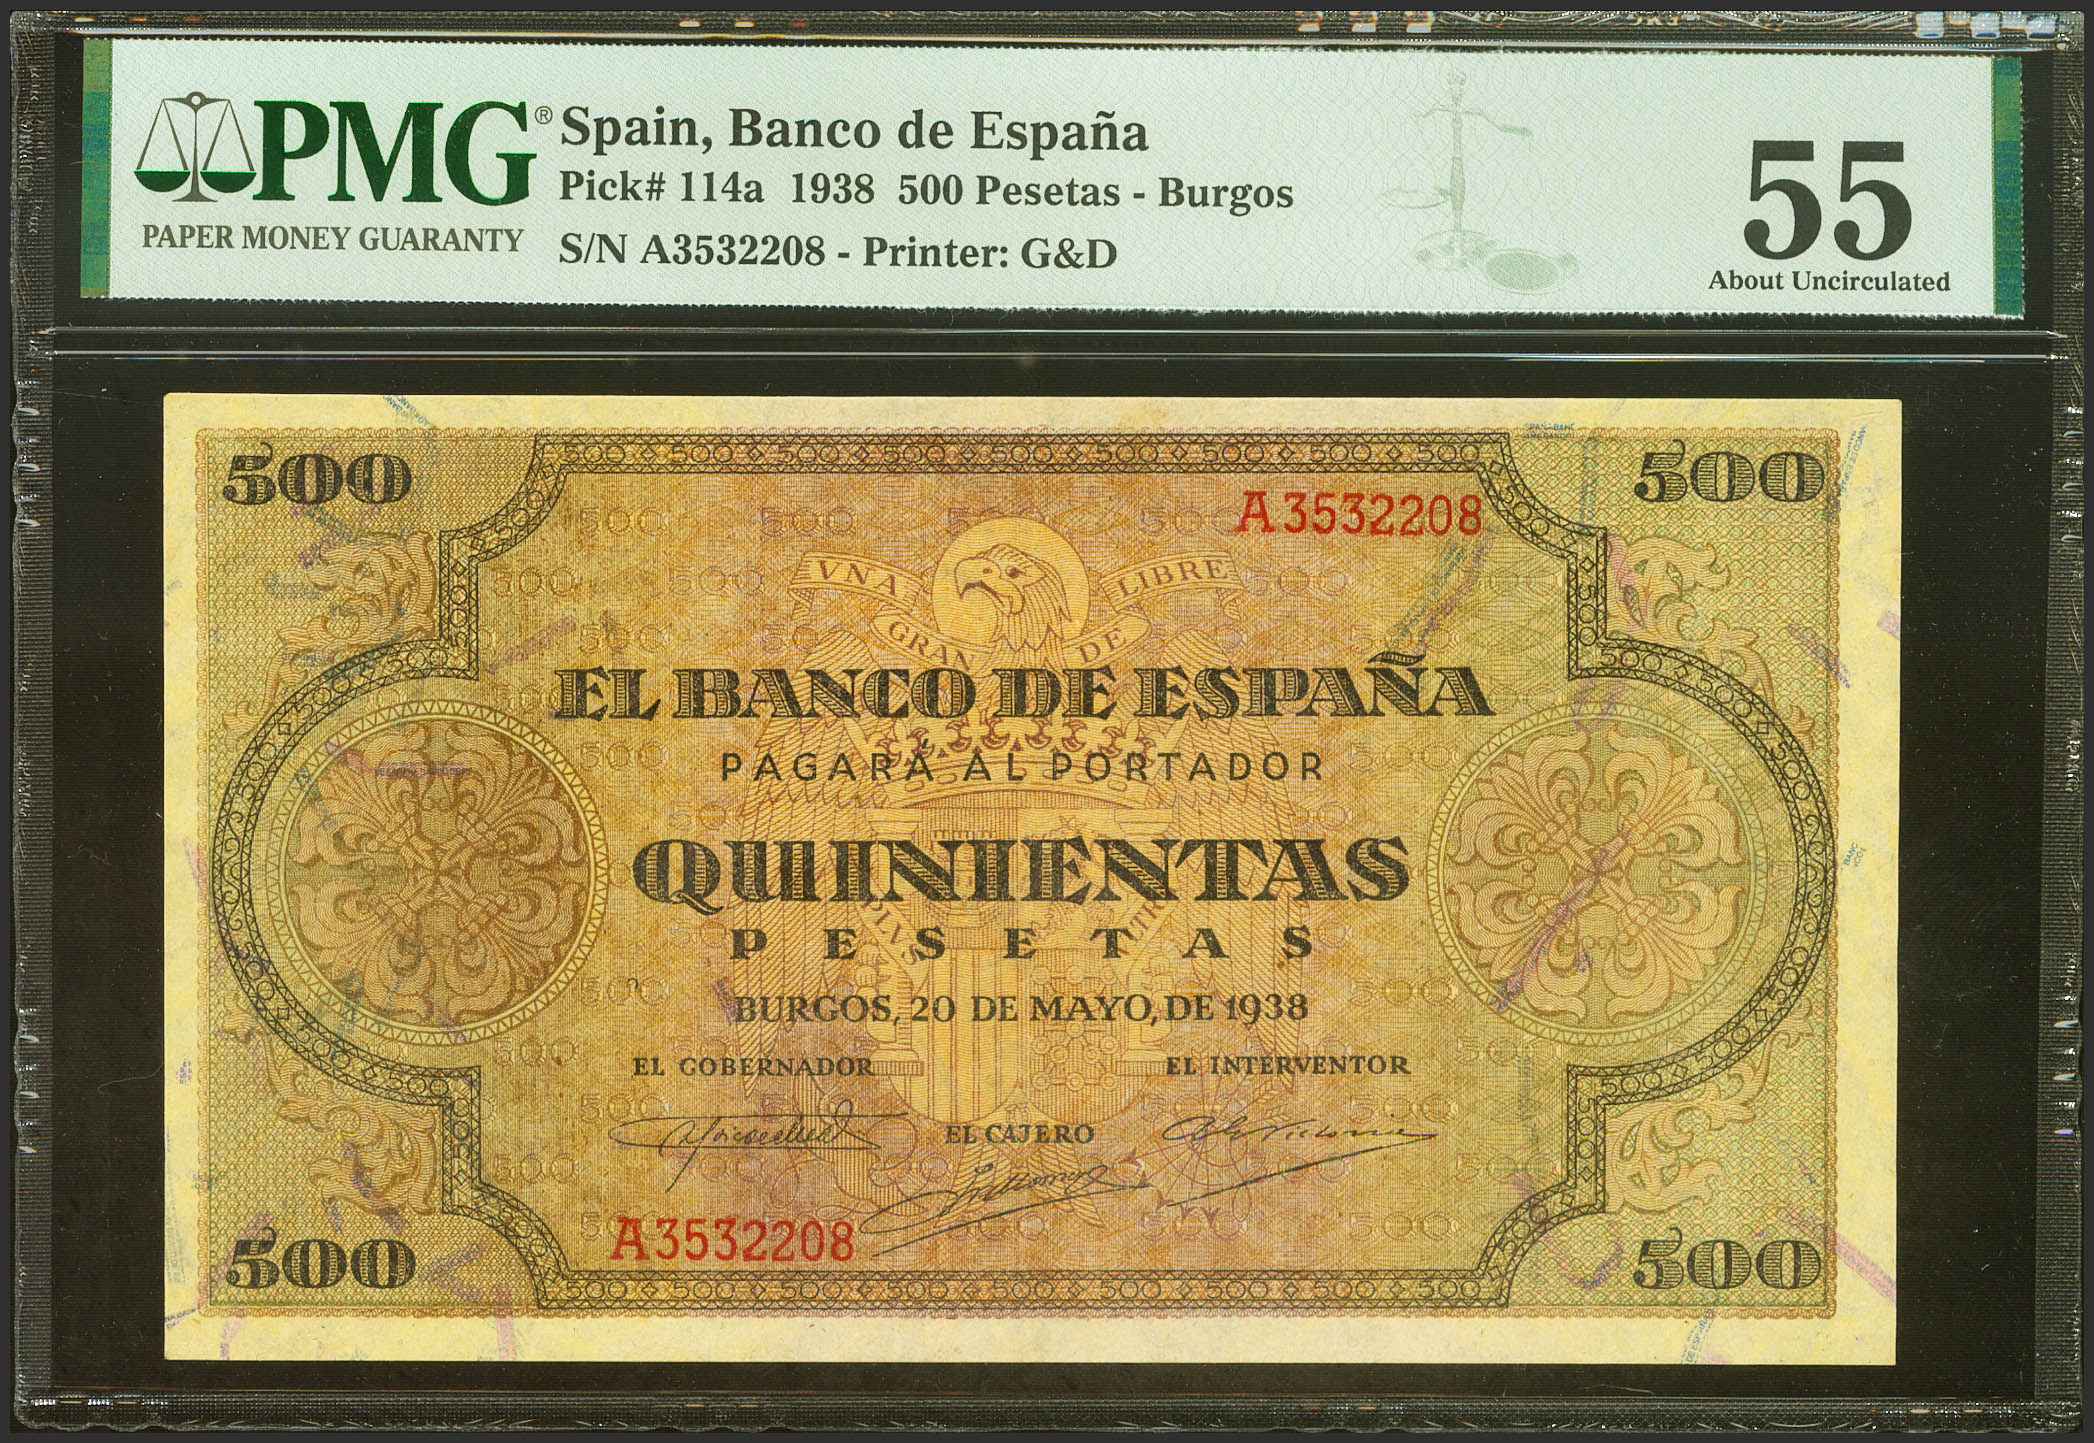 PMG®
PAPER MONEY GUARANTY
Spain, Banco de España
Pick# 114a 1938 500 Pesetas - Burgos
S/N A3532208 - Printer: G&D
55
About Uncirculated
500
500
A3532208
VNA GRAN DE LIBRE
EL BANCO DE ESPAÑA
PAGARÁ AL PORTADOR
QUINIENTAS
PESETAS
BURGOS, 20 DE MAYO, DE 1938
EL GOBERNADOR
EL INTERVENTOR
EL CAJERO
A3532208
500
500